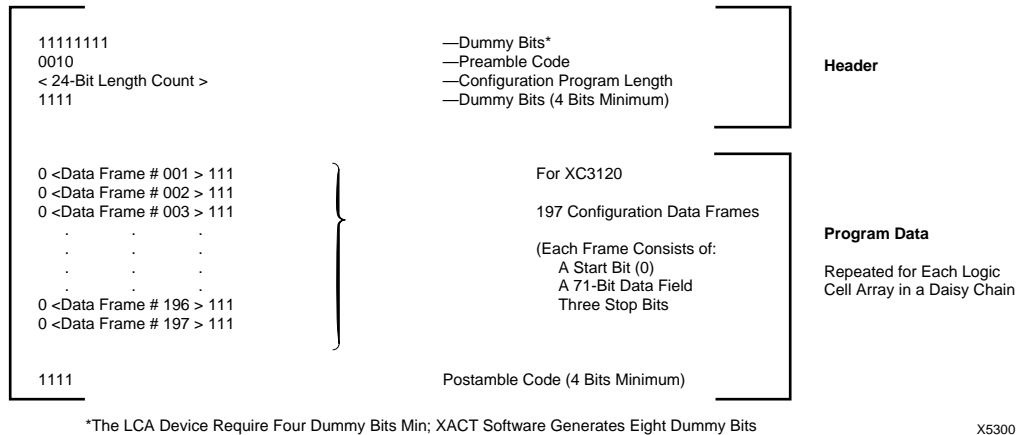 11111111 —Dummy Bits*
0010 —Preamble Code
< 24-Bit Length Count > —Configuration Program Length
1111 —Dummy Bits (4 Bits Minimum)
Header
0 <Data Frame # 001 > 111 For XC3120
0 <Data Frame # 002 > 111
0 <Data Frame # 003 > 111 197 Configuration Data Frames
. . .
. . . (Each Frame Consists of:
. . . A Start Bit (0)
. . . A 71-Bit Data Field
0 <Data Frame # 196 > 111 Three Stop Bits
0 <Data Frame # 197 > 111
Program Data
Repeated for Each Logic
Cell Array in a Daisy Chain
1111 Postamble Code (4 Bits Minimum)
*The LCA Device Require Four Dummy Bits Min; XACT Software Generates Eight Dummy Bits
X5300